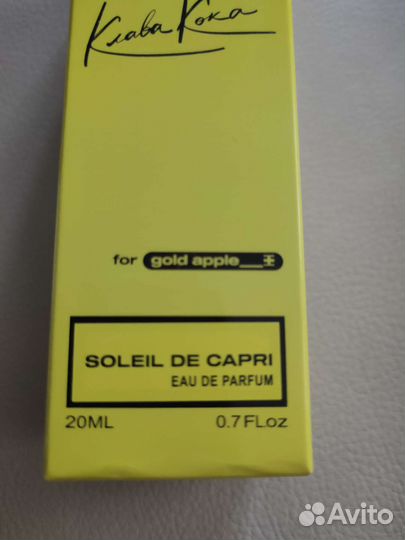 Клава Кока
for gold apple
SOLEIL DE CAPRI
EAU DE PARFUM
20ML 0.7 FLoz
Avito